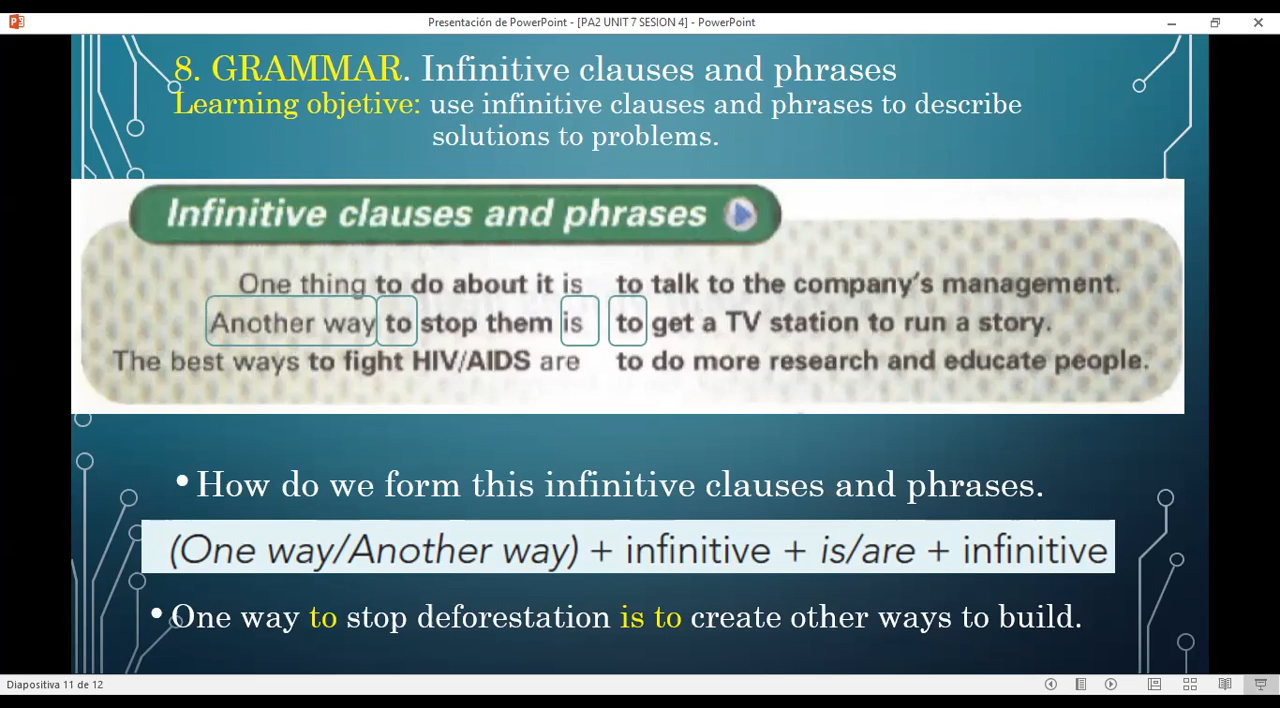 Presentación de PowerPoint - [PA2 UNIT 7 SESION 4] - PowerPoint
8. GRAMMAR. Infinitive clauses and phrases
Learning objetive: use infinitive clauses and phrases to describe
solutions to problems.
Infinitive clauses and phrases
One thing to do about it is to talk to the company's management.
Another way to stop them is to get a TV station to run a story.
The best ways to fight HIV/AIDS are to do more research and educate people.
• How do we form this infinitive clauses and phrases.
(One way/Another way) + infinitive + is/are + infinitive
• One way to stop deforestation is to create other ways to build.
Diapositiva 11 de 12